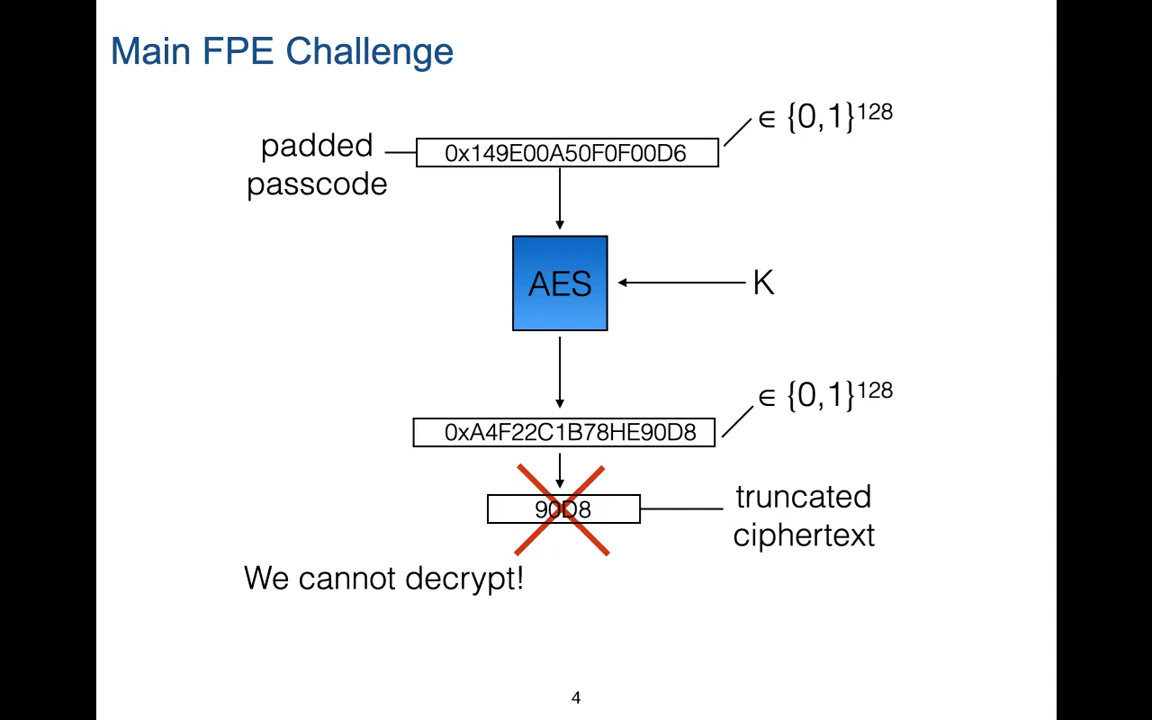 Main FPE Challenge
∈ {0,1}¹²⁸
padded
passcode
0x149E00A50F0F00D6
AES
K
∈ {0,1}¹²⁸
0xA4F22C1B78HE90D8
90D8
truncated
ciphertext
We cannot decrypt!
4